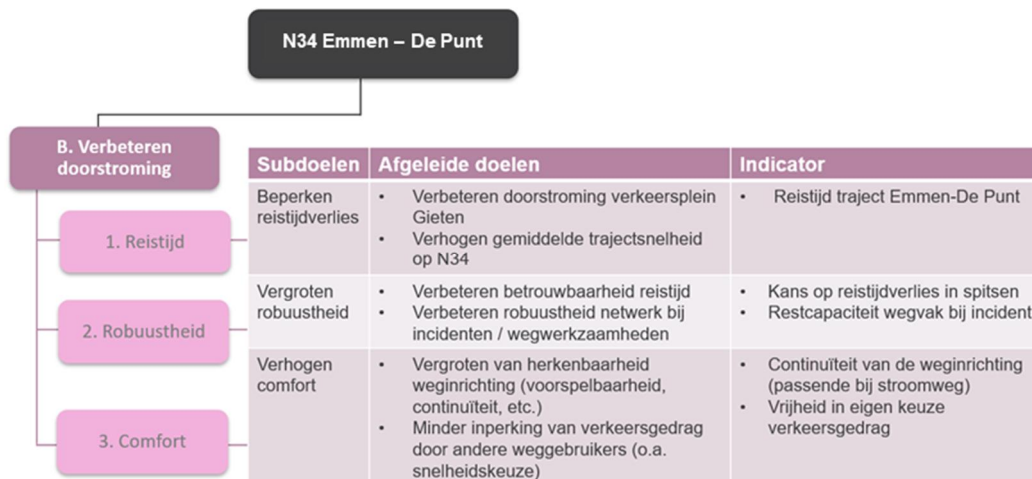 N34 Emmen – De Punt
B. Verbeteren
doorstroming
1. Reistijd
2. Robuustheid
3. Comfort
Subdoelen Afgeleide doelen Indicator
Beperken
reistijdverlies
• Verbeteren doorstroming verkeersplein
Gieten
• Verhogen gemiddelde trajectsnelheid
op N34
• Reistijd traject Emmen-De Punt
Vergroten
robuustheid
• Verbeteren betrouwbaarheid reistijd
• Verbeteren robuustheid netwerk bij
incidenten / wegwerkzaamheden
• Kans op reistijdverlies in spitsen
• Restcapaciteit wegvak bij incident
Verhogen
comfort
• Vergroten van herkenbaarheid
weginrichting (voorspelbaarheid,
continuïteit, etc.)
• Minder inperking van verkeersgedrag
door andere weggebruikers (o.a.
snelheidskeuze)
• Continuïteit van de weginrichting
(passende bij stroomweg)
• Vrijheid in eigen keuze
verkeersgedrag